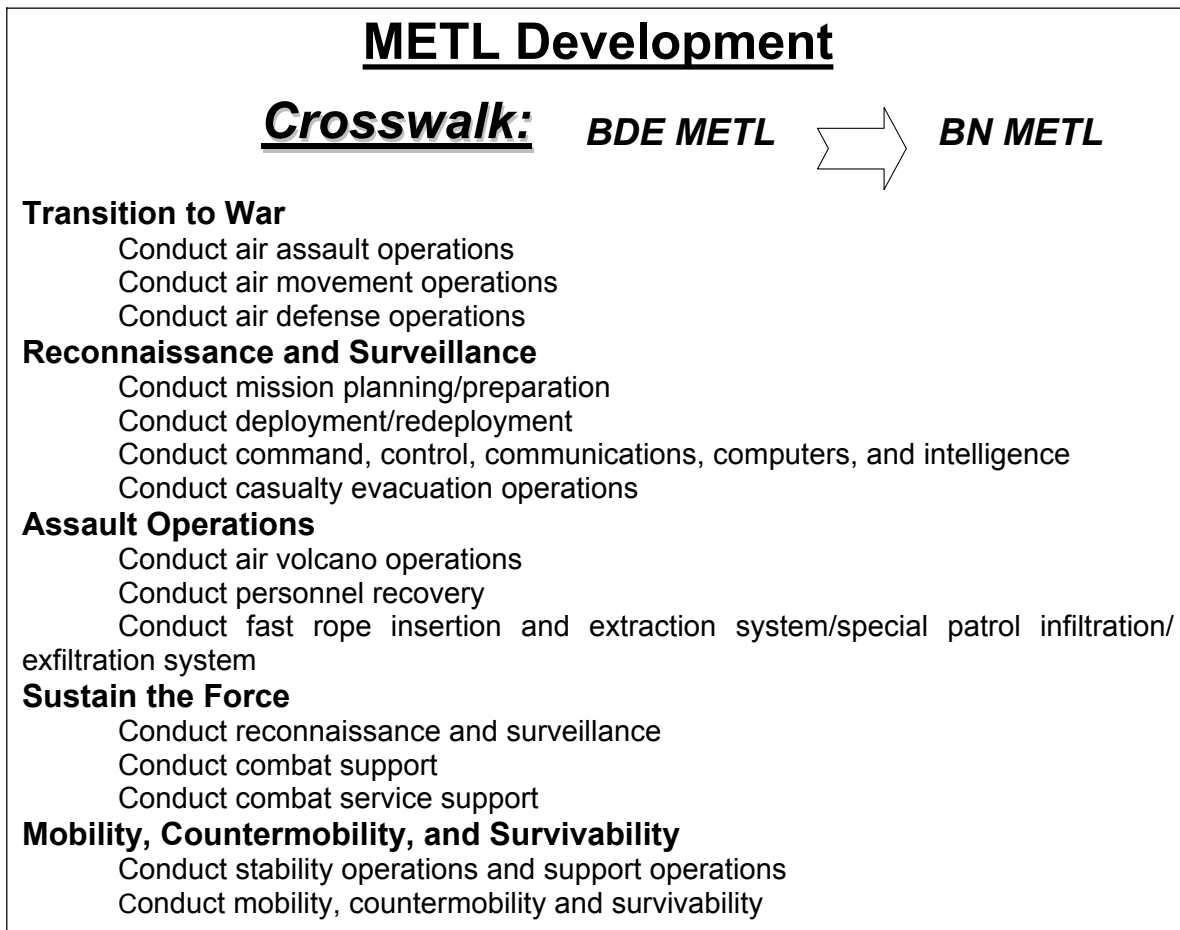 METL Development
Crosswalk: BDE METL BN METL
Transition to War
Conduct air assault operations
Conduct air movement operations
Conduct air defense operations
Reconnaissance and Surveillance
Conduct mission planning/preparation
Conduct deployment/redeployment
Conduct command, control, communications, computers, and intelligence
Conduct casualty evacuation operations
Assault Operations
Conduct air volcano operations
Conduct personnel recovery
Conduct fast rope insertion and extraction system/special patrol infiltration/
exfiltration system
Sustain the Force
Conduct reconnaissance and surveillance
Conduct combat support
Conduct combat service support
Mobility, Countermobility, and Survivability
Conduct stability operations and support operations
Conduct mobility, countermobility and survivability